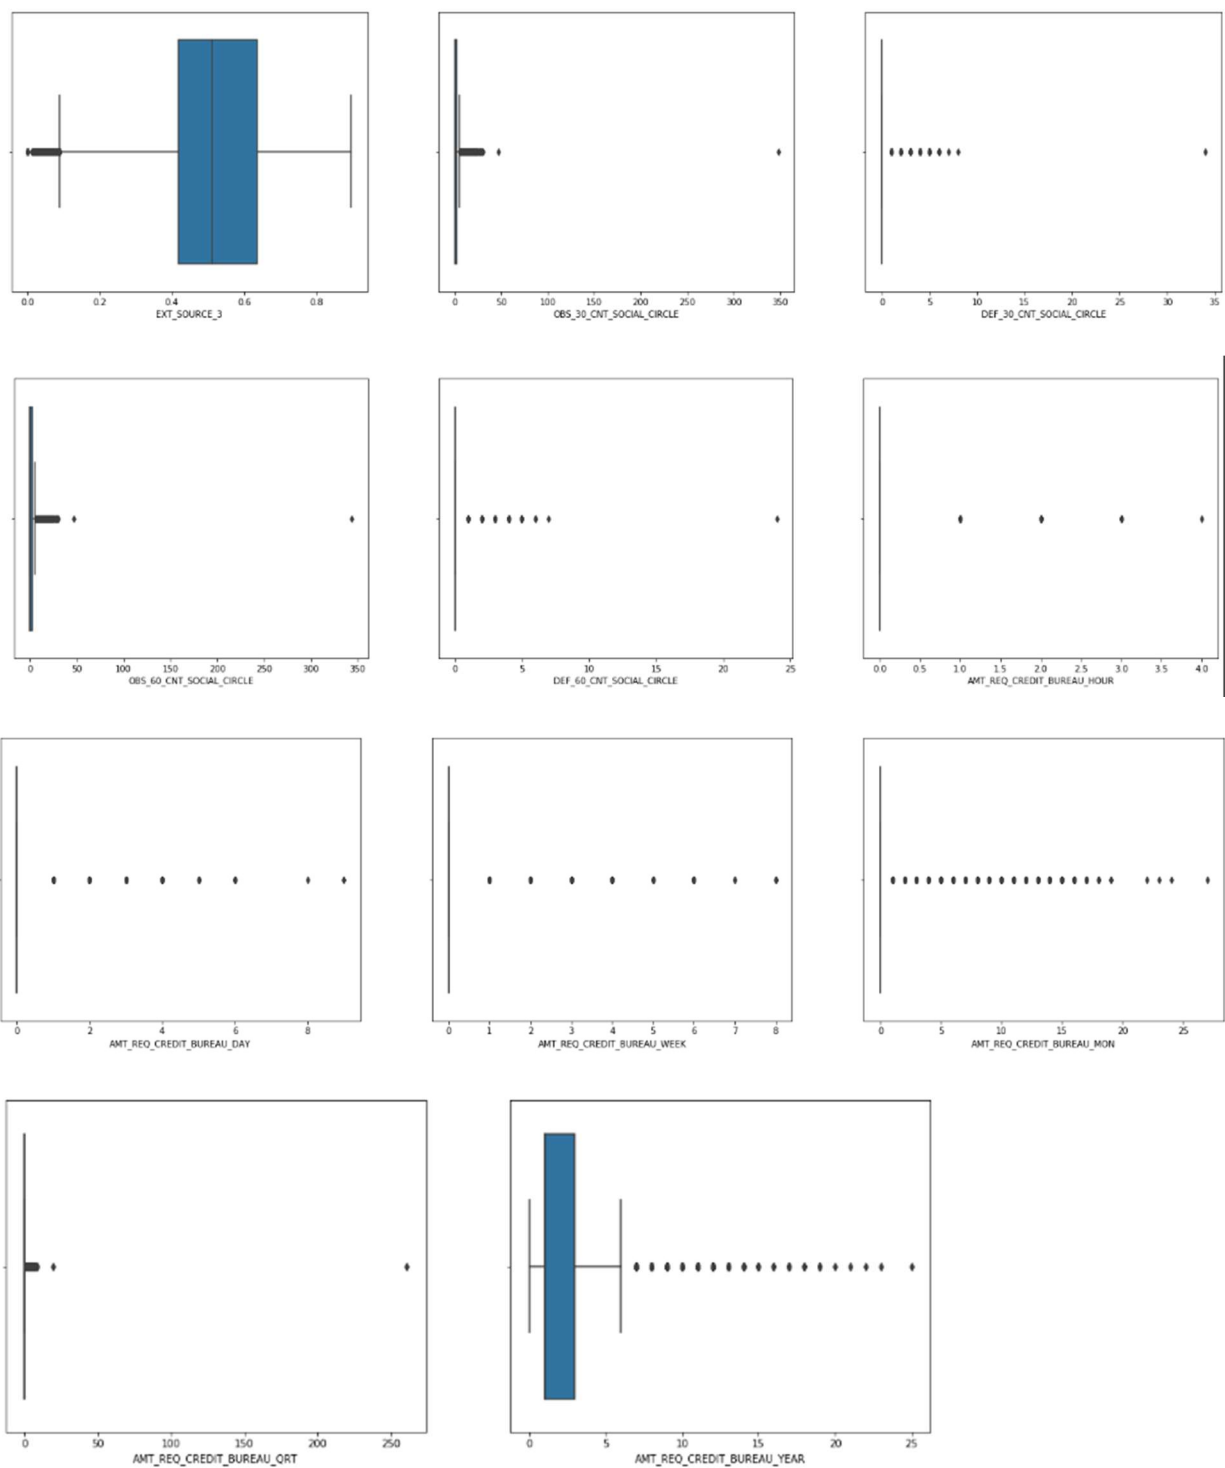 0.0 0.2 0.4 0.6 0.8
EXT_SOURCE_3
0 50 100 150 200 250 300 350
OBS_30_CNT_SOCIAL_CIRCLE
0 5 10 15 20 25 30 35
DEF_30_CNT_SOCIAL_CIRCLE
0 50 100 150 200 250 300 350
OBS_60_CNT_SOCIAL_CIRCLE
0 5 10 15 20 25
DEF_60_CNT_SOCIAL_CIRCLE
0.0 0.5 1.0 1.5 2.0 2.5 3.0 3.5 4.0
AMT_REQ_CREDIT_BUREAU_HOUR
0 2 4 6 8
AMT_REQ_CREDIT_BUREAU_DAY
0 1 2 3 4 5 6 7 8
AMT_REQ_CREDIT_BUREAU_WEEK
0 5 10 15 20 25
AMT_REQ_CREDIT_BUREAU_MON
0 50 100 150 200 250
AMT_REQ_CREDIT_BUREAU_QRT
0 5 10 15 20 25
AMT_REQ_CREDIT_BUREAU_YEAR